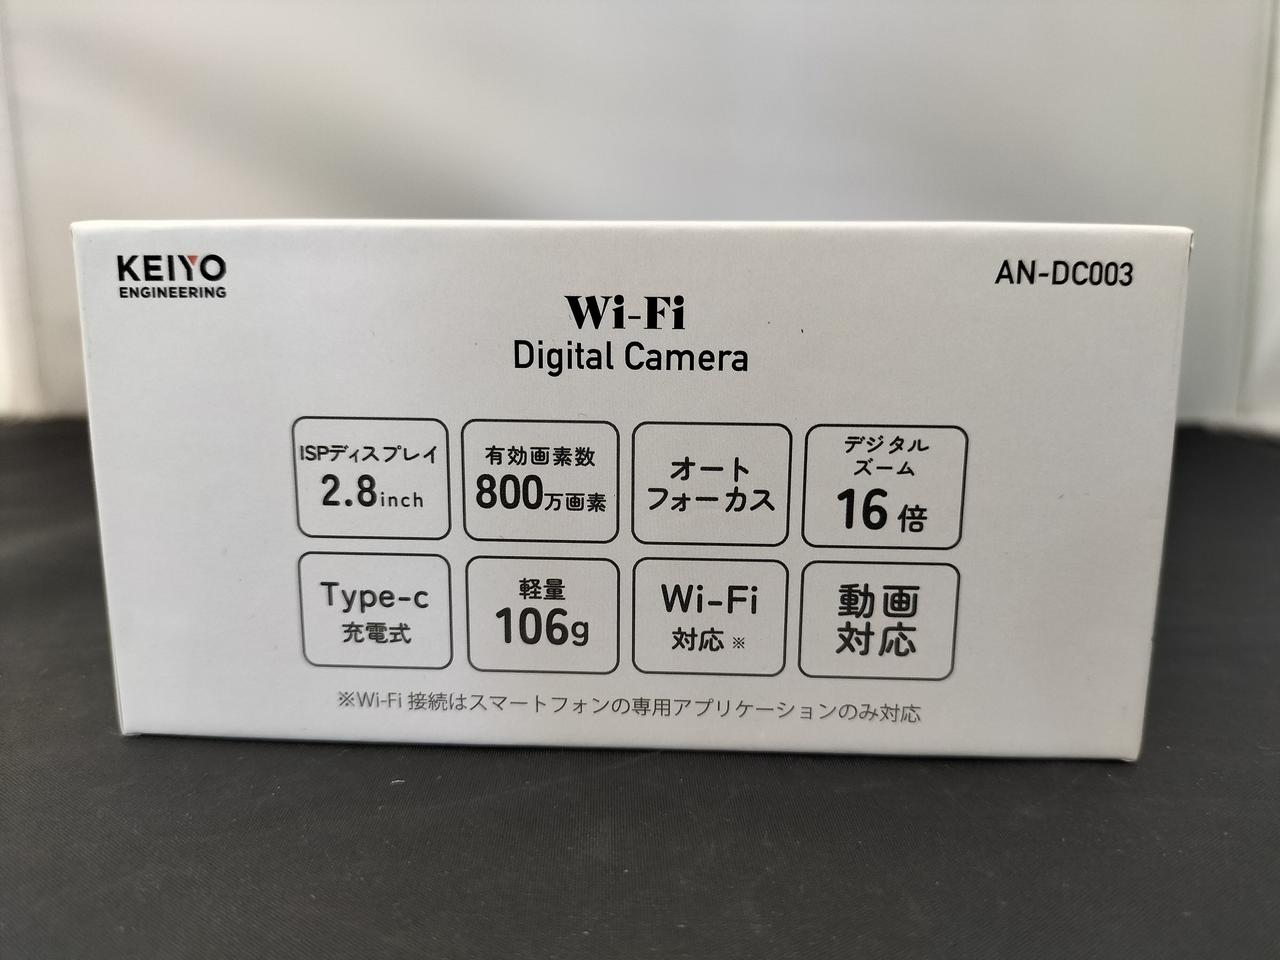 KEIYO
ENGINEERING
AN-DC003
Wi-Fi
Digital Camera
ISPディスプレイ
2.8inch
有効画素数
800万画素
オート
フォーカス
デジタル
ズーム
16倍
Type-c
充電式
軽量
106g
Wi-Fi
対応※
動画
対応
※Wi-Fi 接続はスマートフォンの専用アプリケーションのみ対応